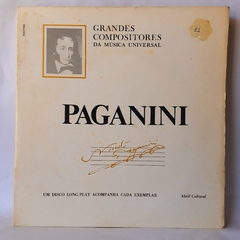 GRANDES
COMPOSITORES
DA MÚSICA UNIVERSAL
PAGANINI
UM DISCO LONG-PLAY ACOMPANHA CADA EXEMPLAR
Abril Cultural